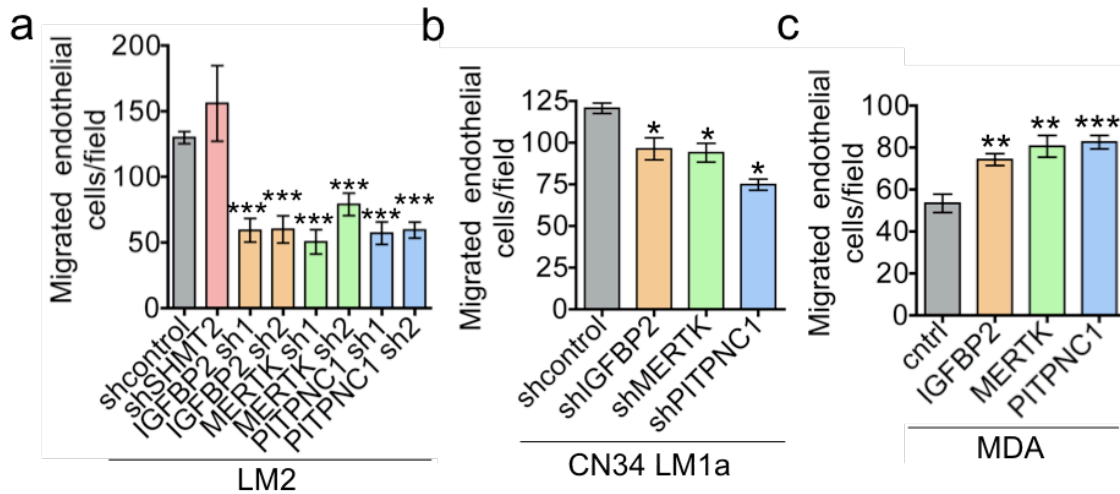 a
Migrated endothelial
cells/field
200
150
100
50
0
***
***
***
***
***
***
shcontrol
shSHMT2
IGFBP2 sh1
IGFBP2 sh2
MERTK sh1
MERTK sh2
PITPNC1 sh1
PITPNC1 sh2
LM2
b
Migrated endothelial
cells/field
125
100
75
50
25
0
*
*
*
shcontrol
shIGFBP2
shMERTK
shPITPNC1
CN34 LM1a
c
Migrated endothelial
cells/field
100
80
60
40
20
0
**
**
***
cntrl
IGFBP2
MERTK
PITPNC1
MDA